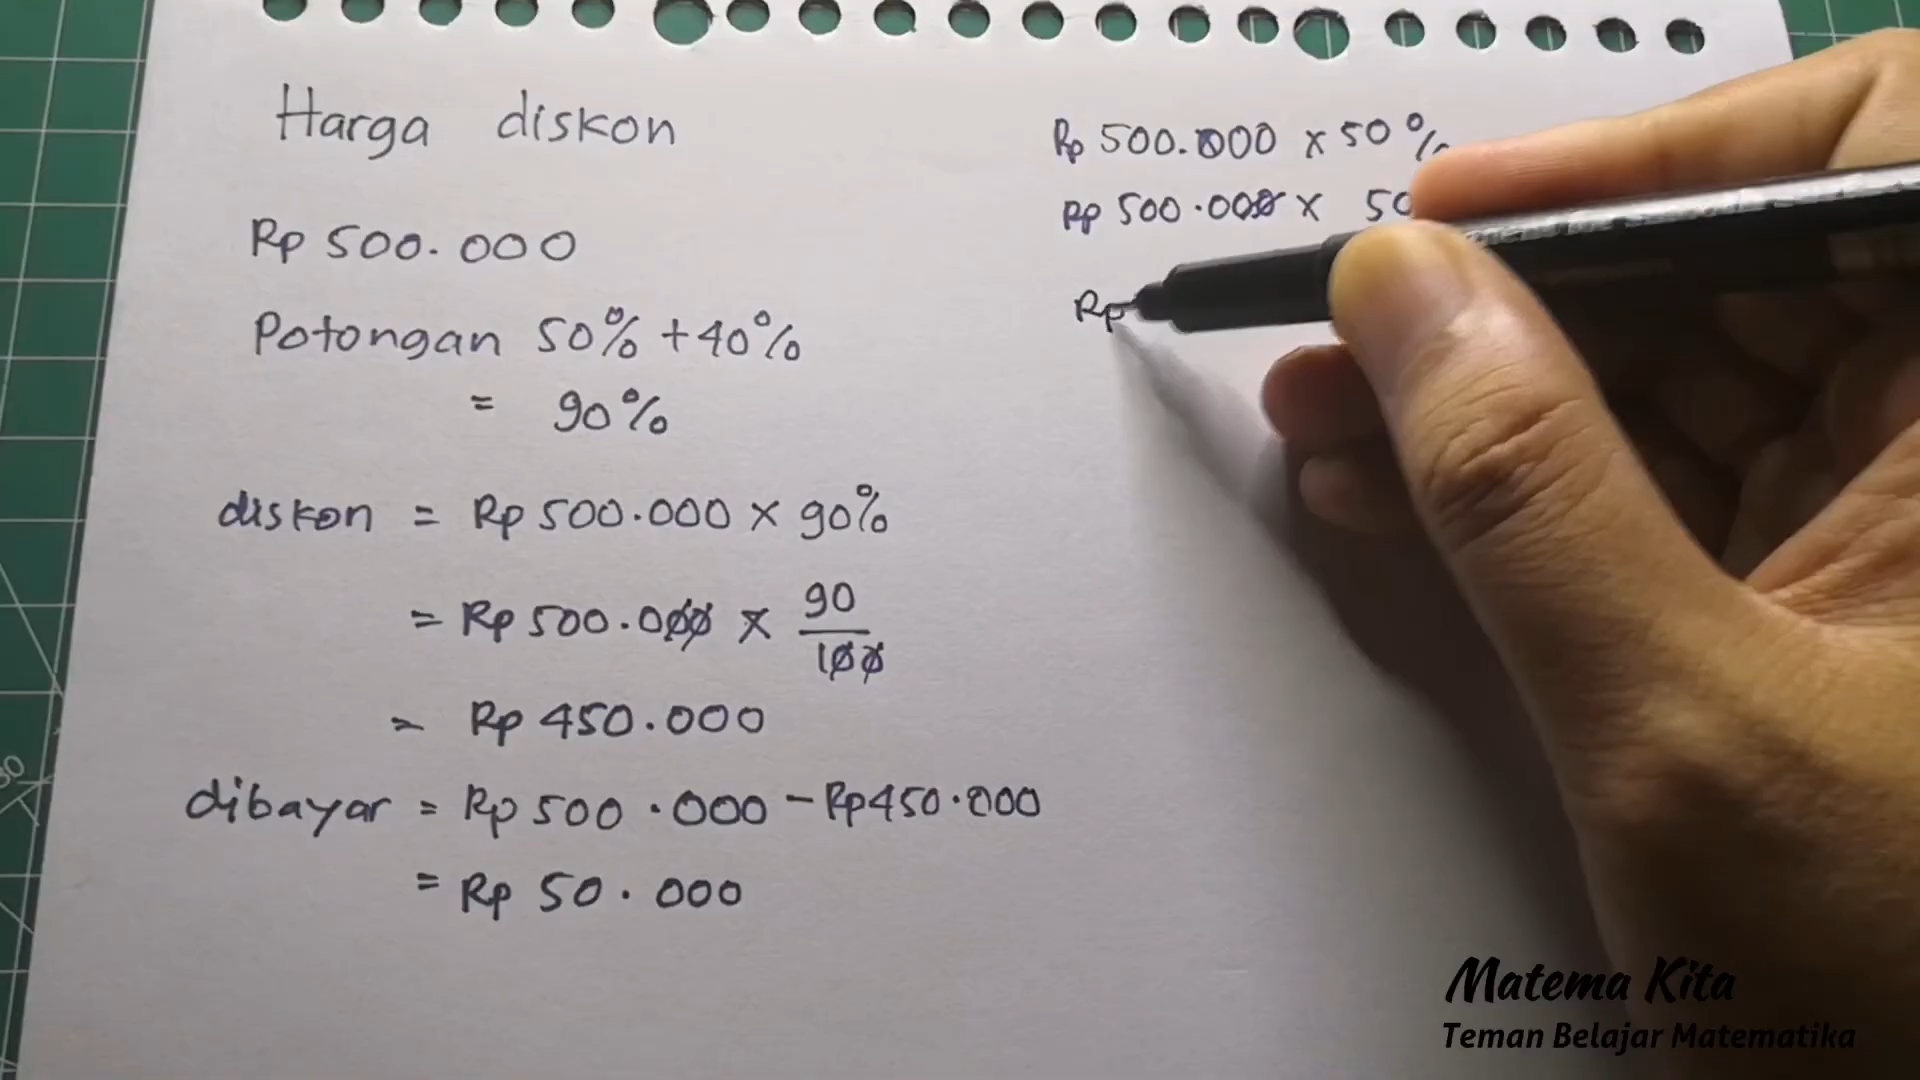 Harga diskon
Rp 500.000
Potongan 50% + 40%
= 90%
diskon = Rp 500.000 x 90%
= Rp 500.000 x 90
100
= Rp 450.000
dibayar = Rp 500.000 - Rp 450.000
= Rp 50.000
Rp 500.000 x 50%
Rp 500.000 x 50
Rp
Matema Kita
Teman Belajar Matematika